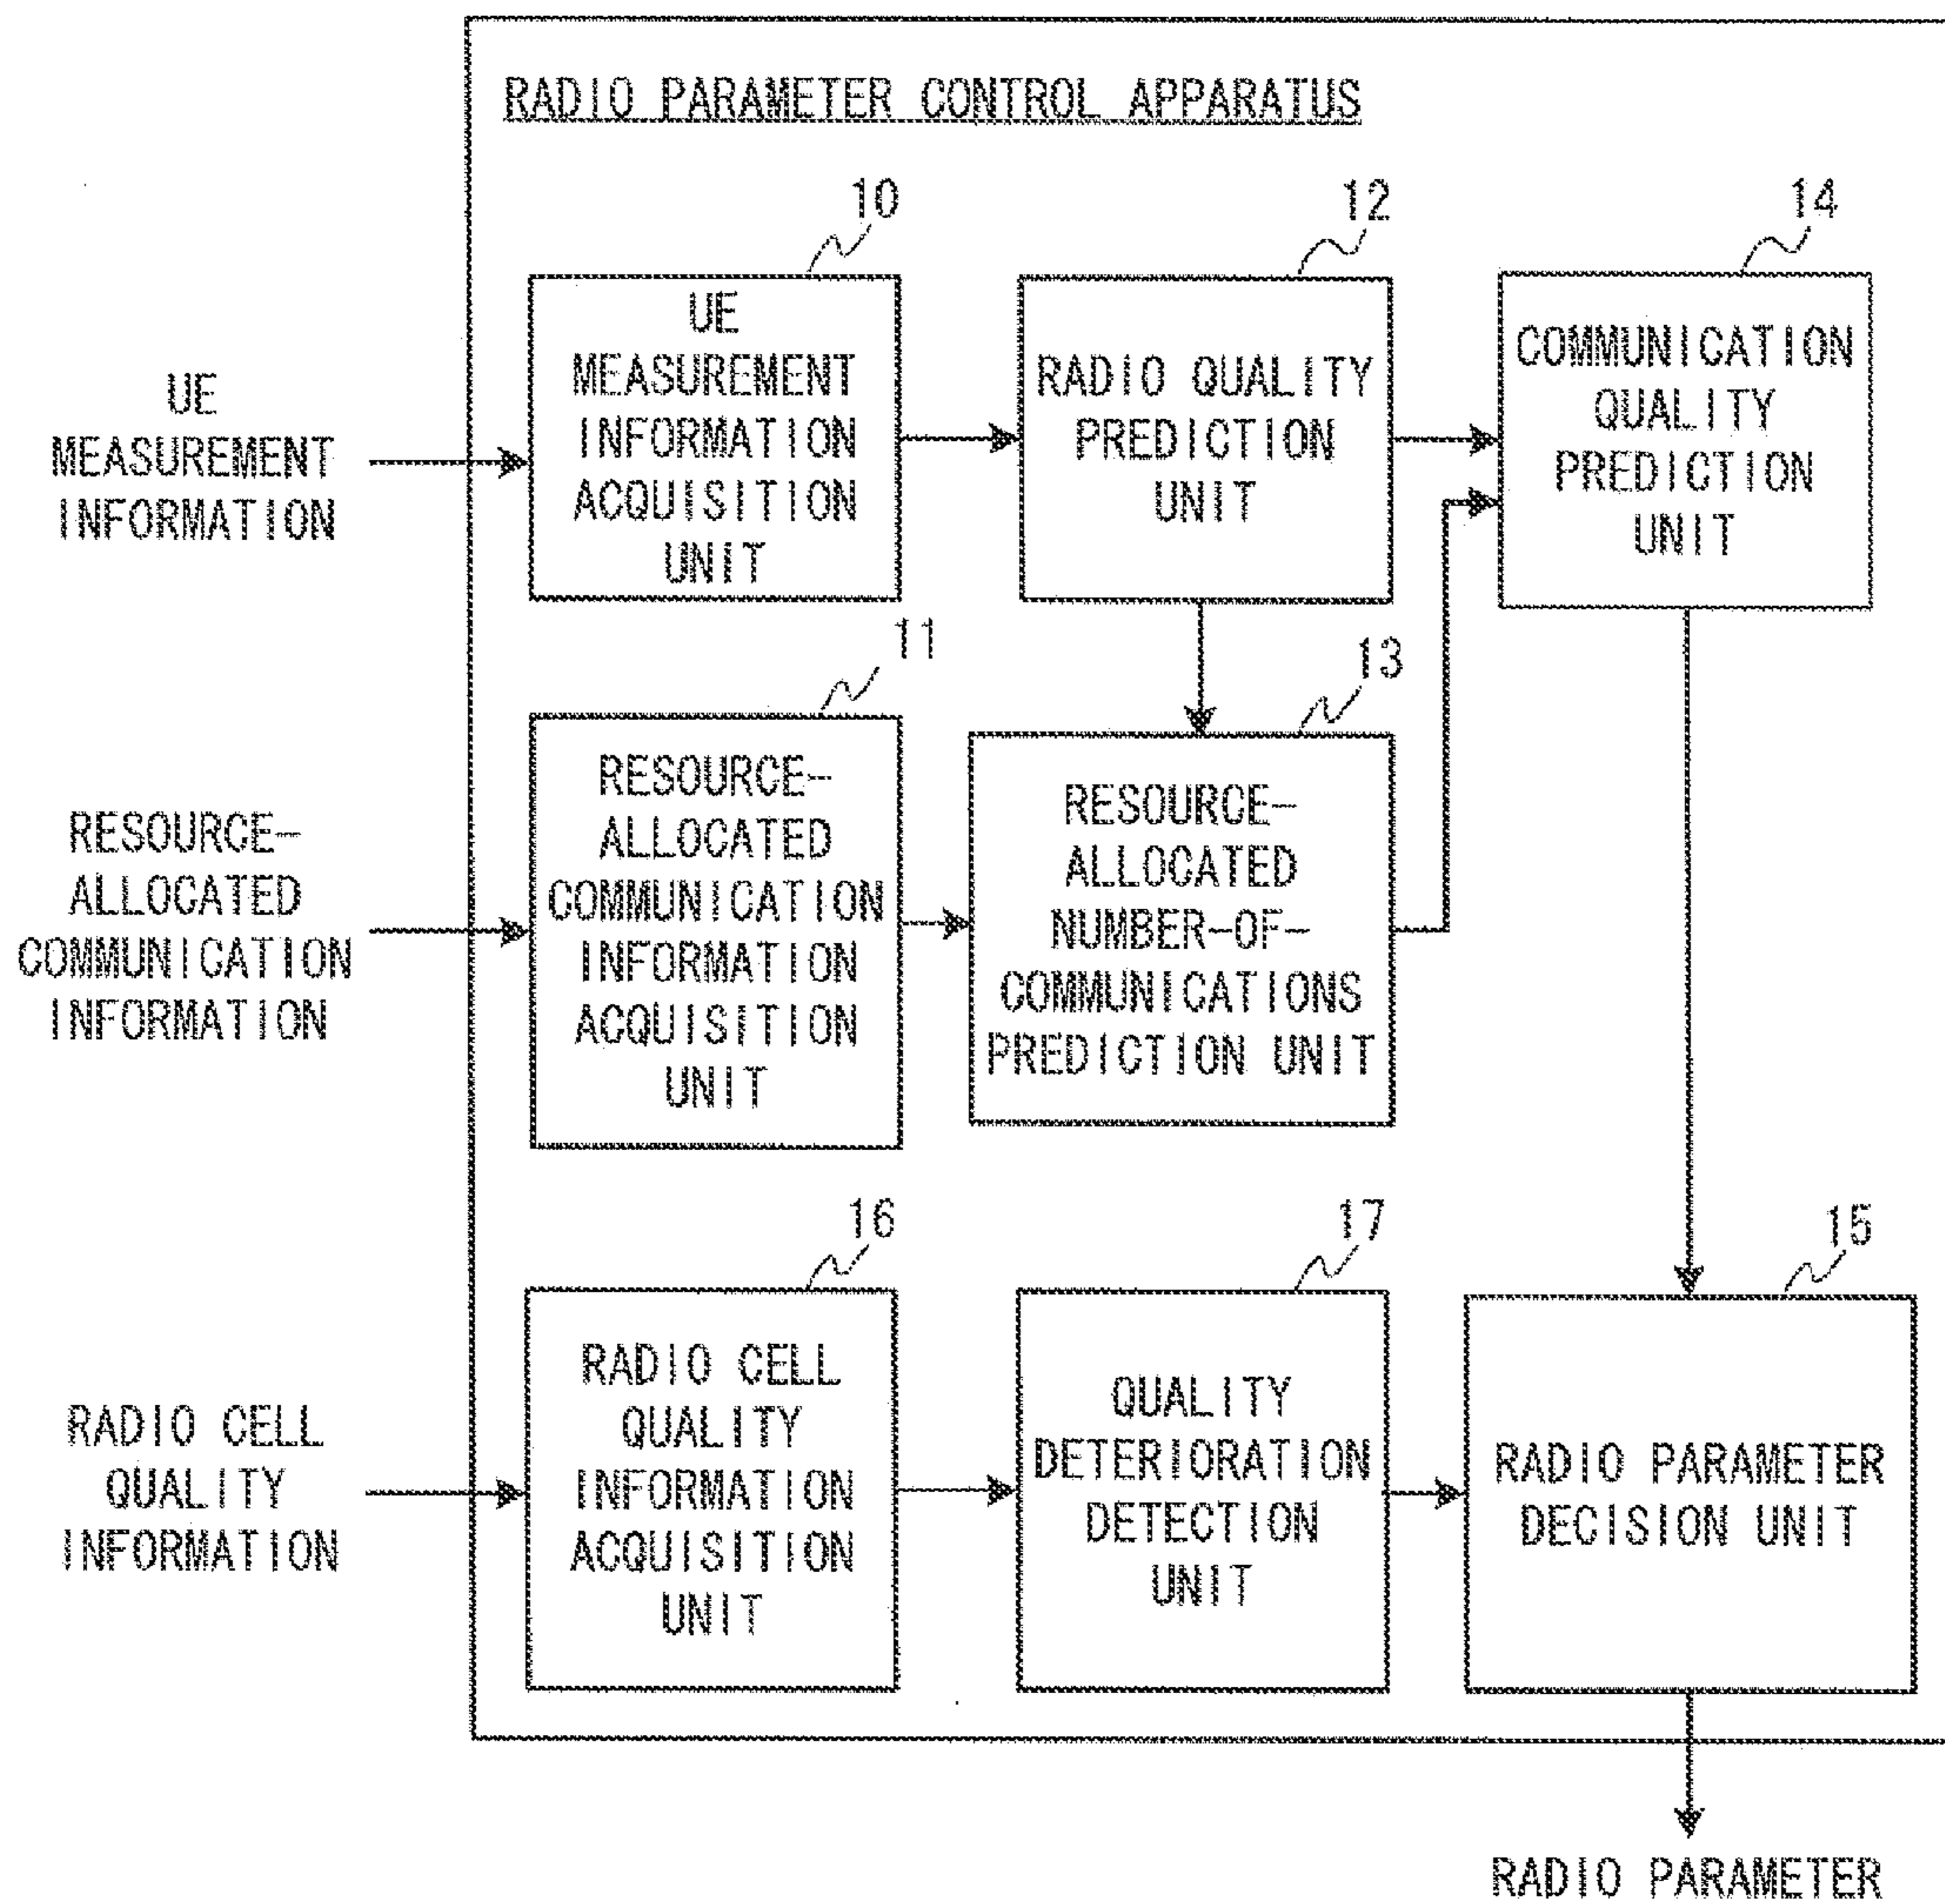 RADIO PARAMETER CONTROL APPARATUS
10
12
14
UE
MEASUREMENT
INFORMATION
UE
MEASUREMENT
INFORMATION
ACQUISITION
UNIT
RADIO QUALITY
PREDICTION
UNIT
COMMUNICATION
QUALITY
PREDICTION
UNIT
11
13
RESOURCE-
ALLOCATED
COMMUNICATION
INFORMATION
RESOURCE-
ALLOCATED
COMMUNICATION
INFORMATION
ACQUISITION
UNIT
RESOURCE-
ALLOCATED
NUMBER-OF-
COMMUNICATIONS
PREDICTION UNIT
16
17
15
RADIO CELL
QUALITY
INFORMATION
RADIO CELL
QUALITY
INFORMATION
ACQUISITION
UNIT
QUALITY
DETERIORATION
DETECTION
UNIT
RADIO PARAMETER
DECISION UNIT
RADIO PARAMETER